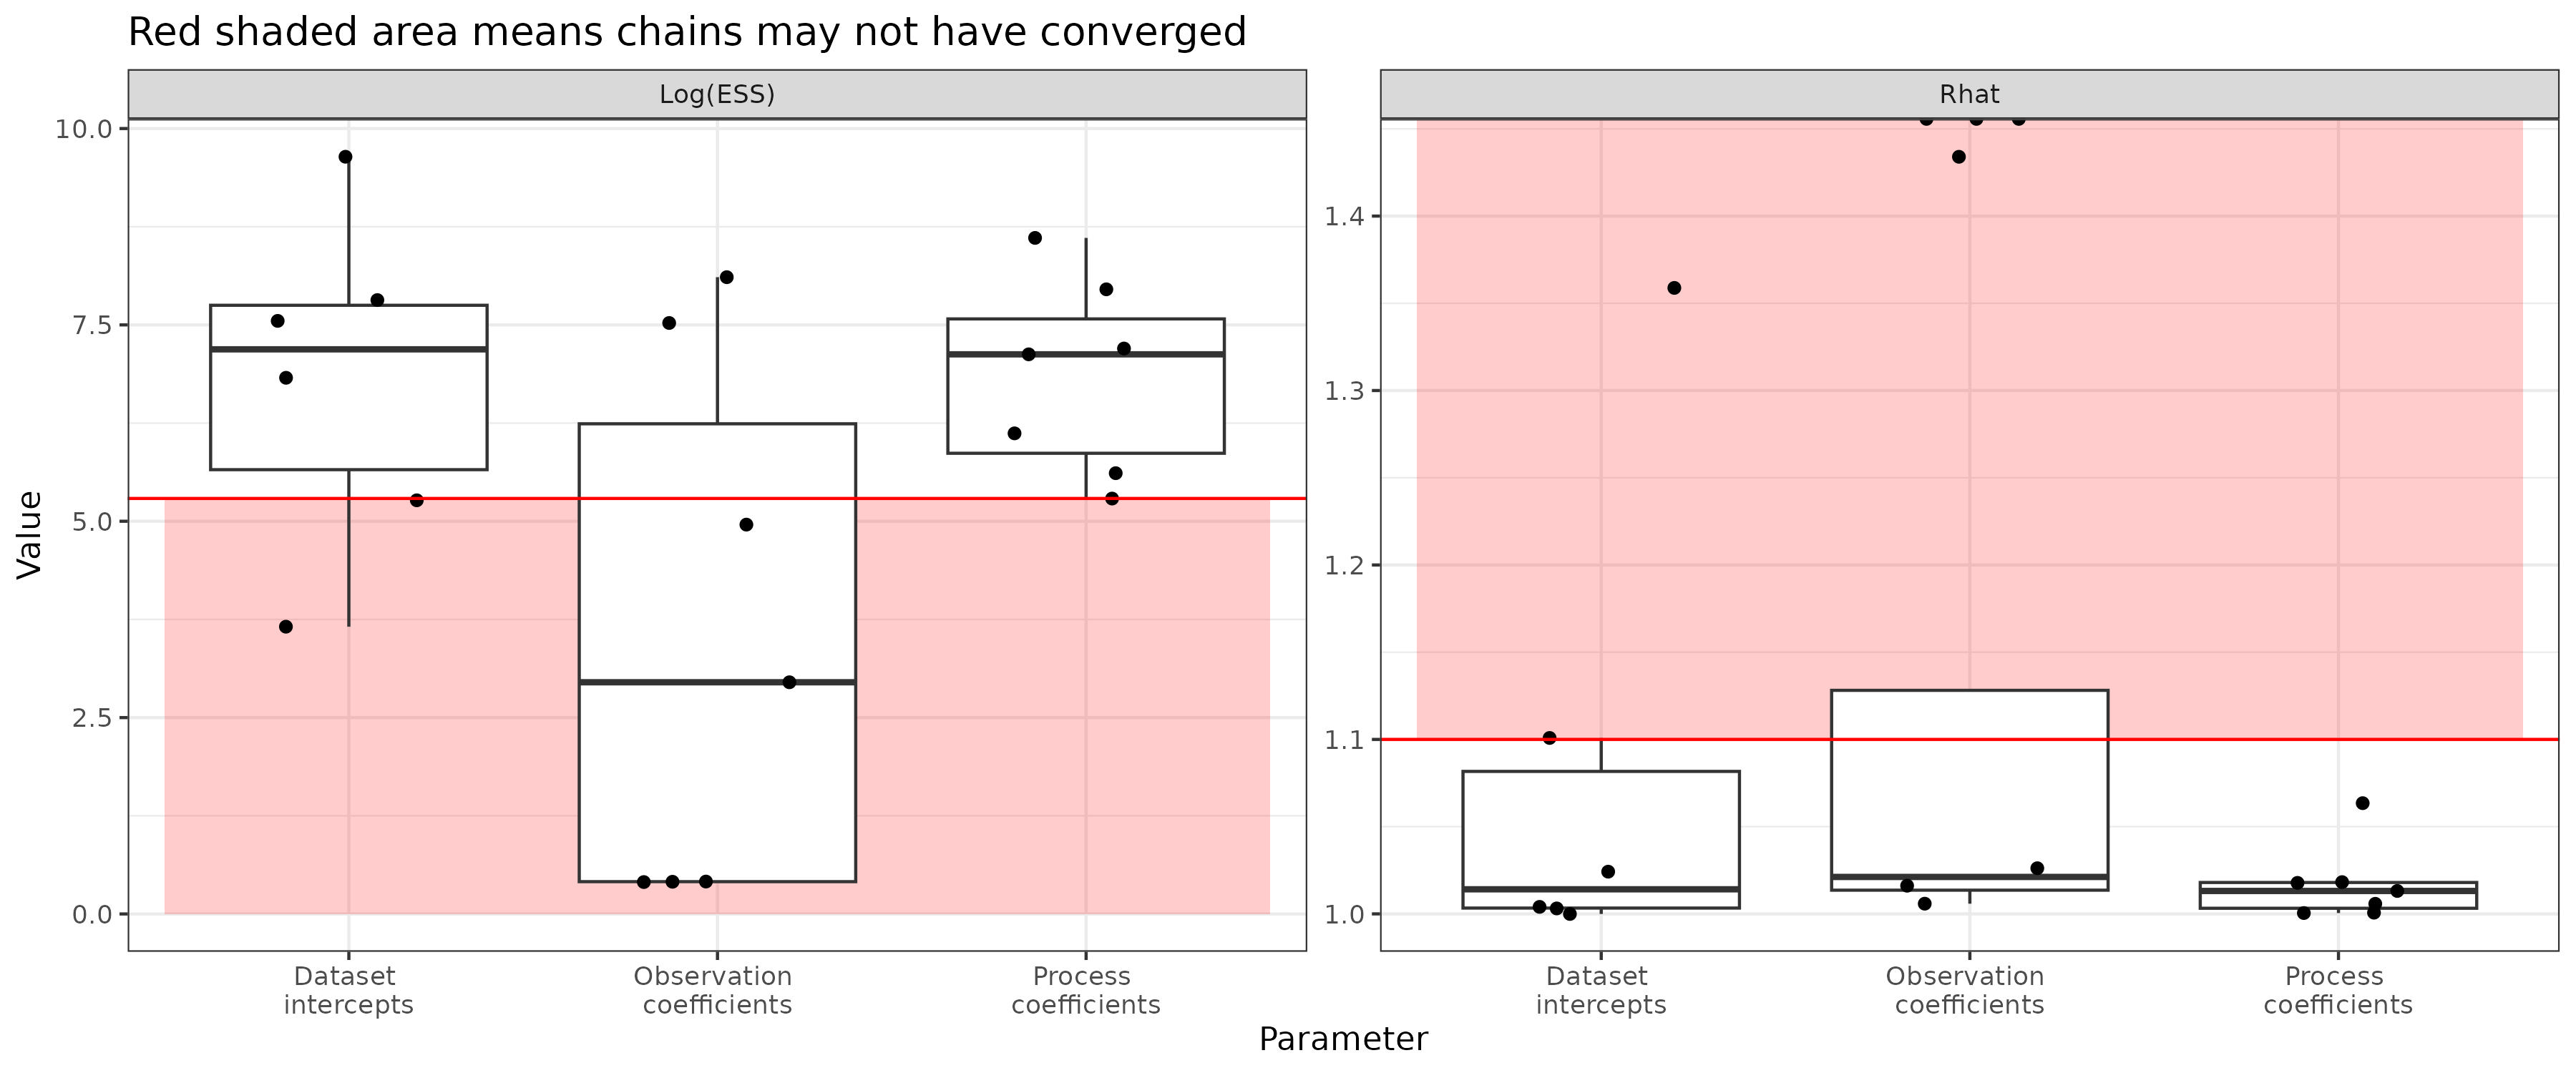 Red shaded area means chains may not have converged
Log(ESS)
Rhat
Value
10.0
7.5
5.0
2.5
0.0
1.4
1.3
1.2
1.1
1.0
Dataset
intercepts
Observation
coefficients
Process
coefficients
Dataset
intercepts
Observation
coefficients
Process
coefficients
Parameter